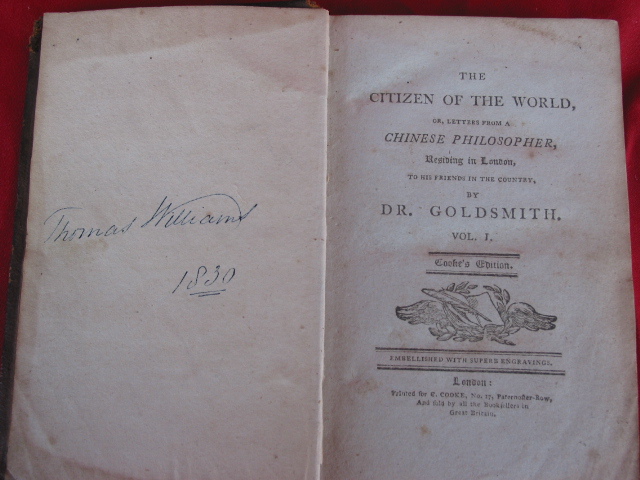 Thomas Williams
1830
THE
CITIZEN OF THE WORLD,
OR, LETTERS FROM A
CHINESE PHILOSOPHER,
Residing in London,
TO HIS FRIENDS IN THE COUNTRY,
BY
DR. GOLDSMITH.
VOL. I.
Cooke's Edition.
EMBELLISHED WITH SUPERB ENGRAVINGS.
London:
Printed for C. COOKE, No. 17, Paternoſter-Row,
And ſold by all the Bookſellers in
Great Britain.